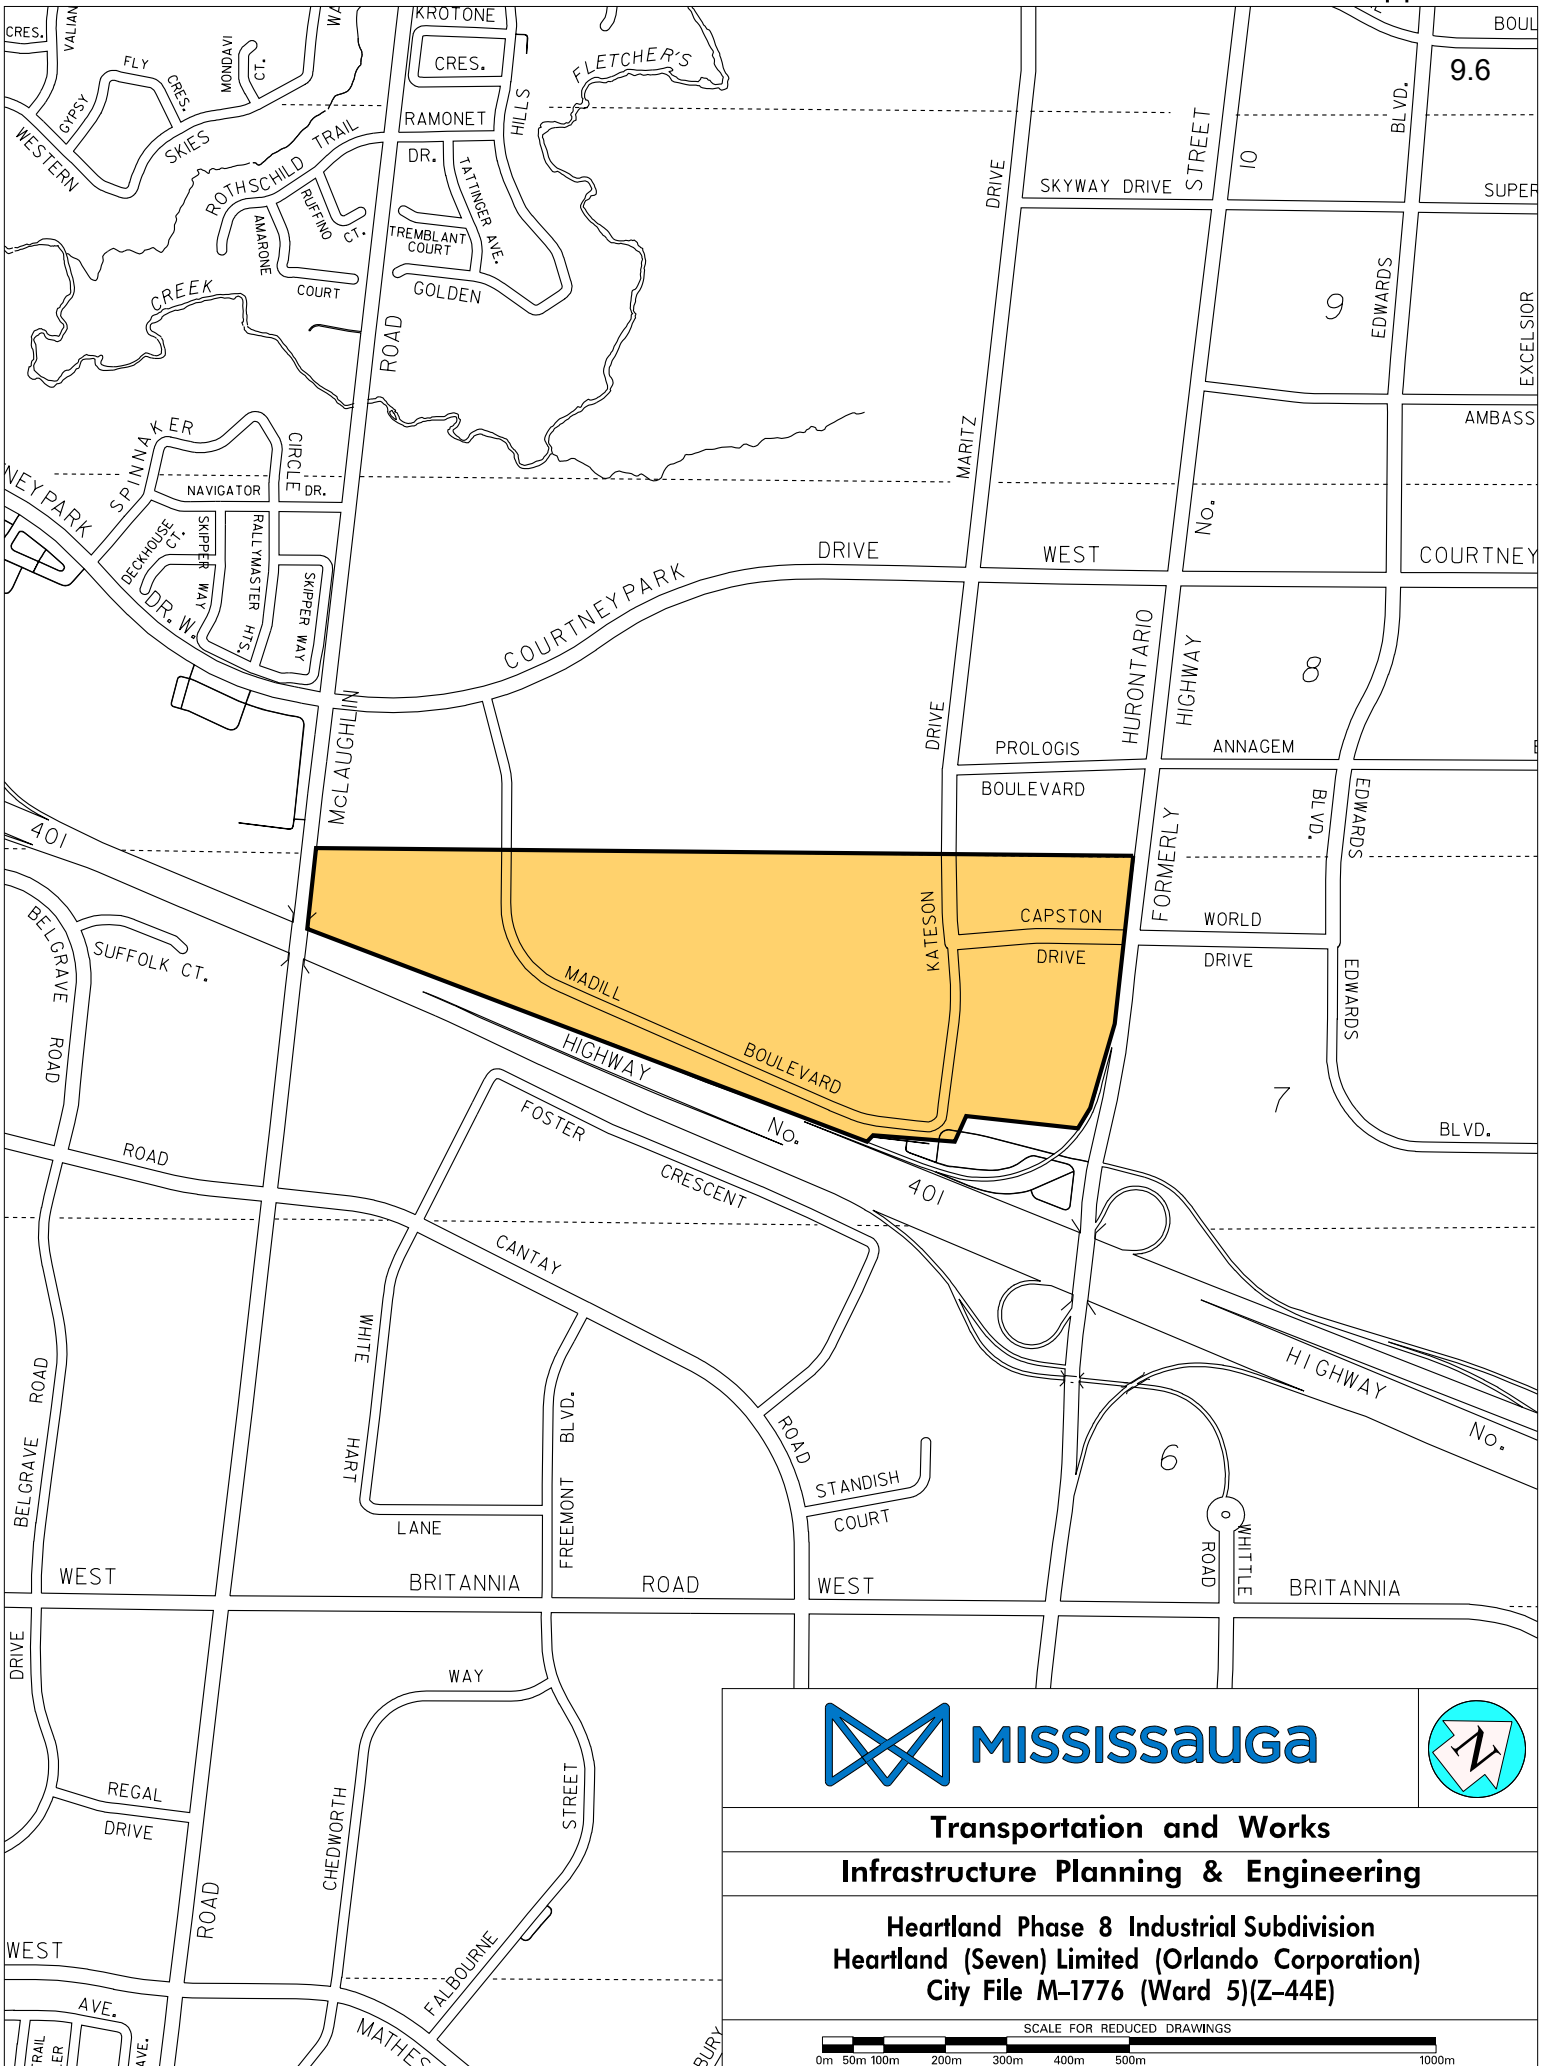 KROTONE
CRES.
VALIAN
WA
BOUL
9.6
FLY
CRES.
MONDAVI
CT.
CRES.
FLETCHER'S
GYPSY
SKIES
WESTERN
HILLS
RAMONET
DR.
BLVD.
STREET
10
ROTHSCHILD TRAIL
RUFFINO
CT.
AMARONE
COURT
TATTINGER AVE.
TREMBLANT
COURT
GOLDEN
DRIVE
SKYWAY DRIVE
SUPER
CREEK
ROAD
9
EDWARDS
EXCELSIOR
AMBASS
SPINNAKER
CIRCLE
NAVIGATOR
DR.
NEYPARK
DECKHOUSE
CT.
SKIPPER WAY
RALLYMASTER HTS.
SKIPPER WAY
DR. W.
MARITZ
No.
DRIVE
WEST
COURTNEY
COURTNEYPARK
HURONTARIO
HIGHWAY
8
McLAUGHLIN
DRIVE
PROLOGIS
BOULEVARD
ANNAGEM
BLVD.
EDWARDS
401
FORMERLY
BELGRAVE ROAD
SUFFOLK CT.
KATESON
CAPSTON
DRIVE
WORLD
DRIVE
EDWARDS
MADILL
BOULEVARD
HIGHWAY
No.
401
7
BLVD.
ROAD
FOSTER
CRESCENT
CANTAY
ROAD
WHITE
HART
LANE
FREEMONT BLVD.
STANDISH
COURT
HIGHWAY
No.
6
BELGRAVE ROAD
WHITTLE
ROAD
WEST
BRITANNIA
ROAD
WEST
BRITANNIA
DRIVE
WAY
REGAL
DRIVE
CHEDWORTH
STREET
ROAD
FALBOURNE
WEST
AVE.
MATHES
TRAIL
LER
AVE.
BURY
MISSISSAUGA
N
Transportation and Works
Infrastructure Planning & Engineering
Heartland Phase 8 Industrial Subdivision
Heartland (Seven) Limited (Orlando Corporation)
City File M-1776 (Ward 5)(Z-44E)
SCALE FOR REDUCED DRAWINGS
0m 50m 100m 200m 300m 400m 500m 1000m